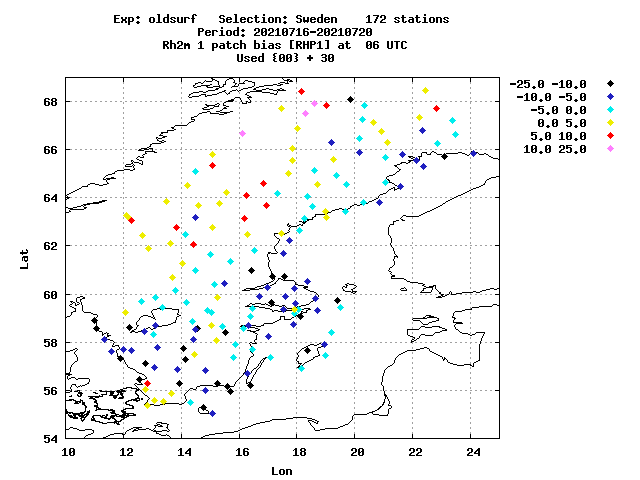 Exp: oldsurf   Selection: Sweden    172 stations
Period: 20210716-20210720
Rh2m 1 patch bias [RHP1] at  06 UTC
Used {00} + 30
-25.0 -10.0
-10.0 -5.0
-5.0 0.0
0.0 5.0
5.0 10.0
10.0 25.0
68
66
64
62
60
58
56
54
Lat
10 12 14 16 18 20 22 24
Lon